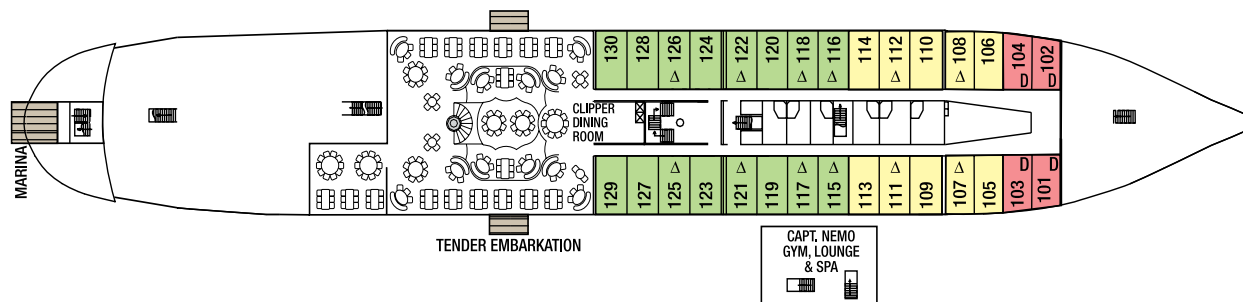 130
128
126
Δ
124
122
Δ
120
118
Δ
116
Δ
114
112
Δ
110
108
Δ
106
104
D
102
D
MARINA
CLIPPER
DINING
ROOM
129
127
125
Δ
123
121
Δ
119
117
Δ
115
Δ
113
111
Δ
109
107
Δ
105
103
D
101
D
TENDER EMBARKATION
CAPT. NEMO
GYM, LOUNGE
& SPA